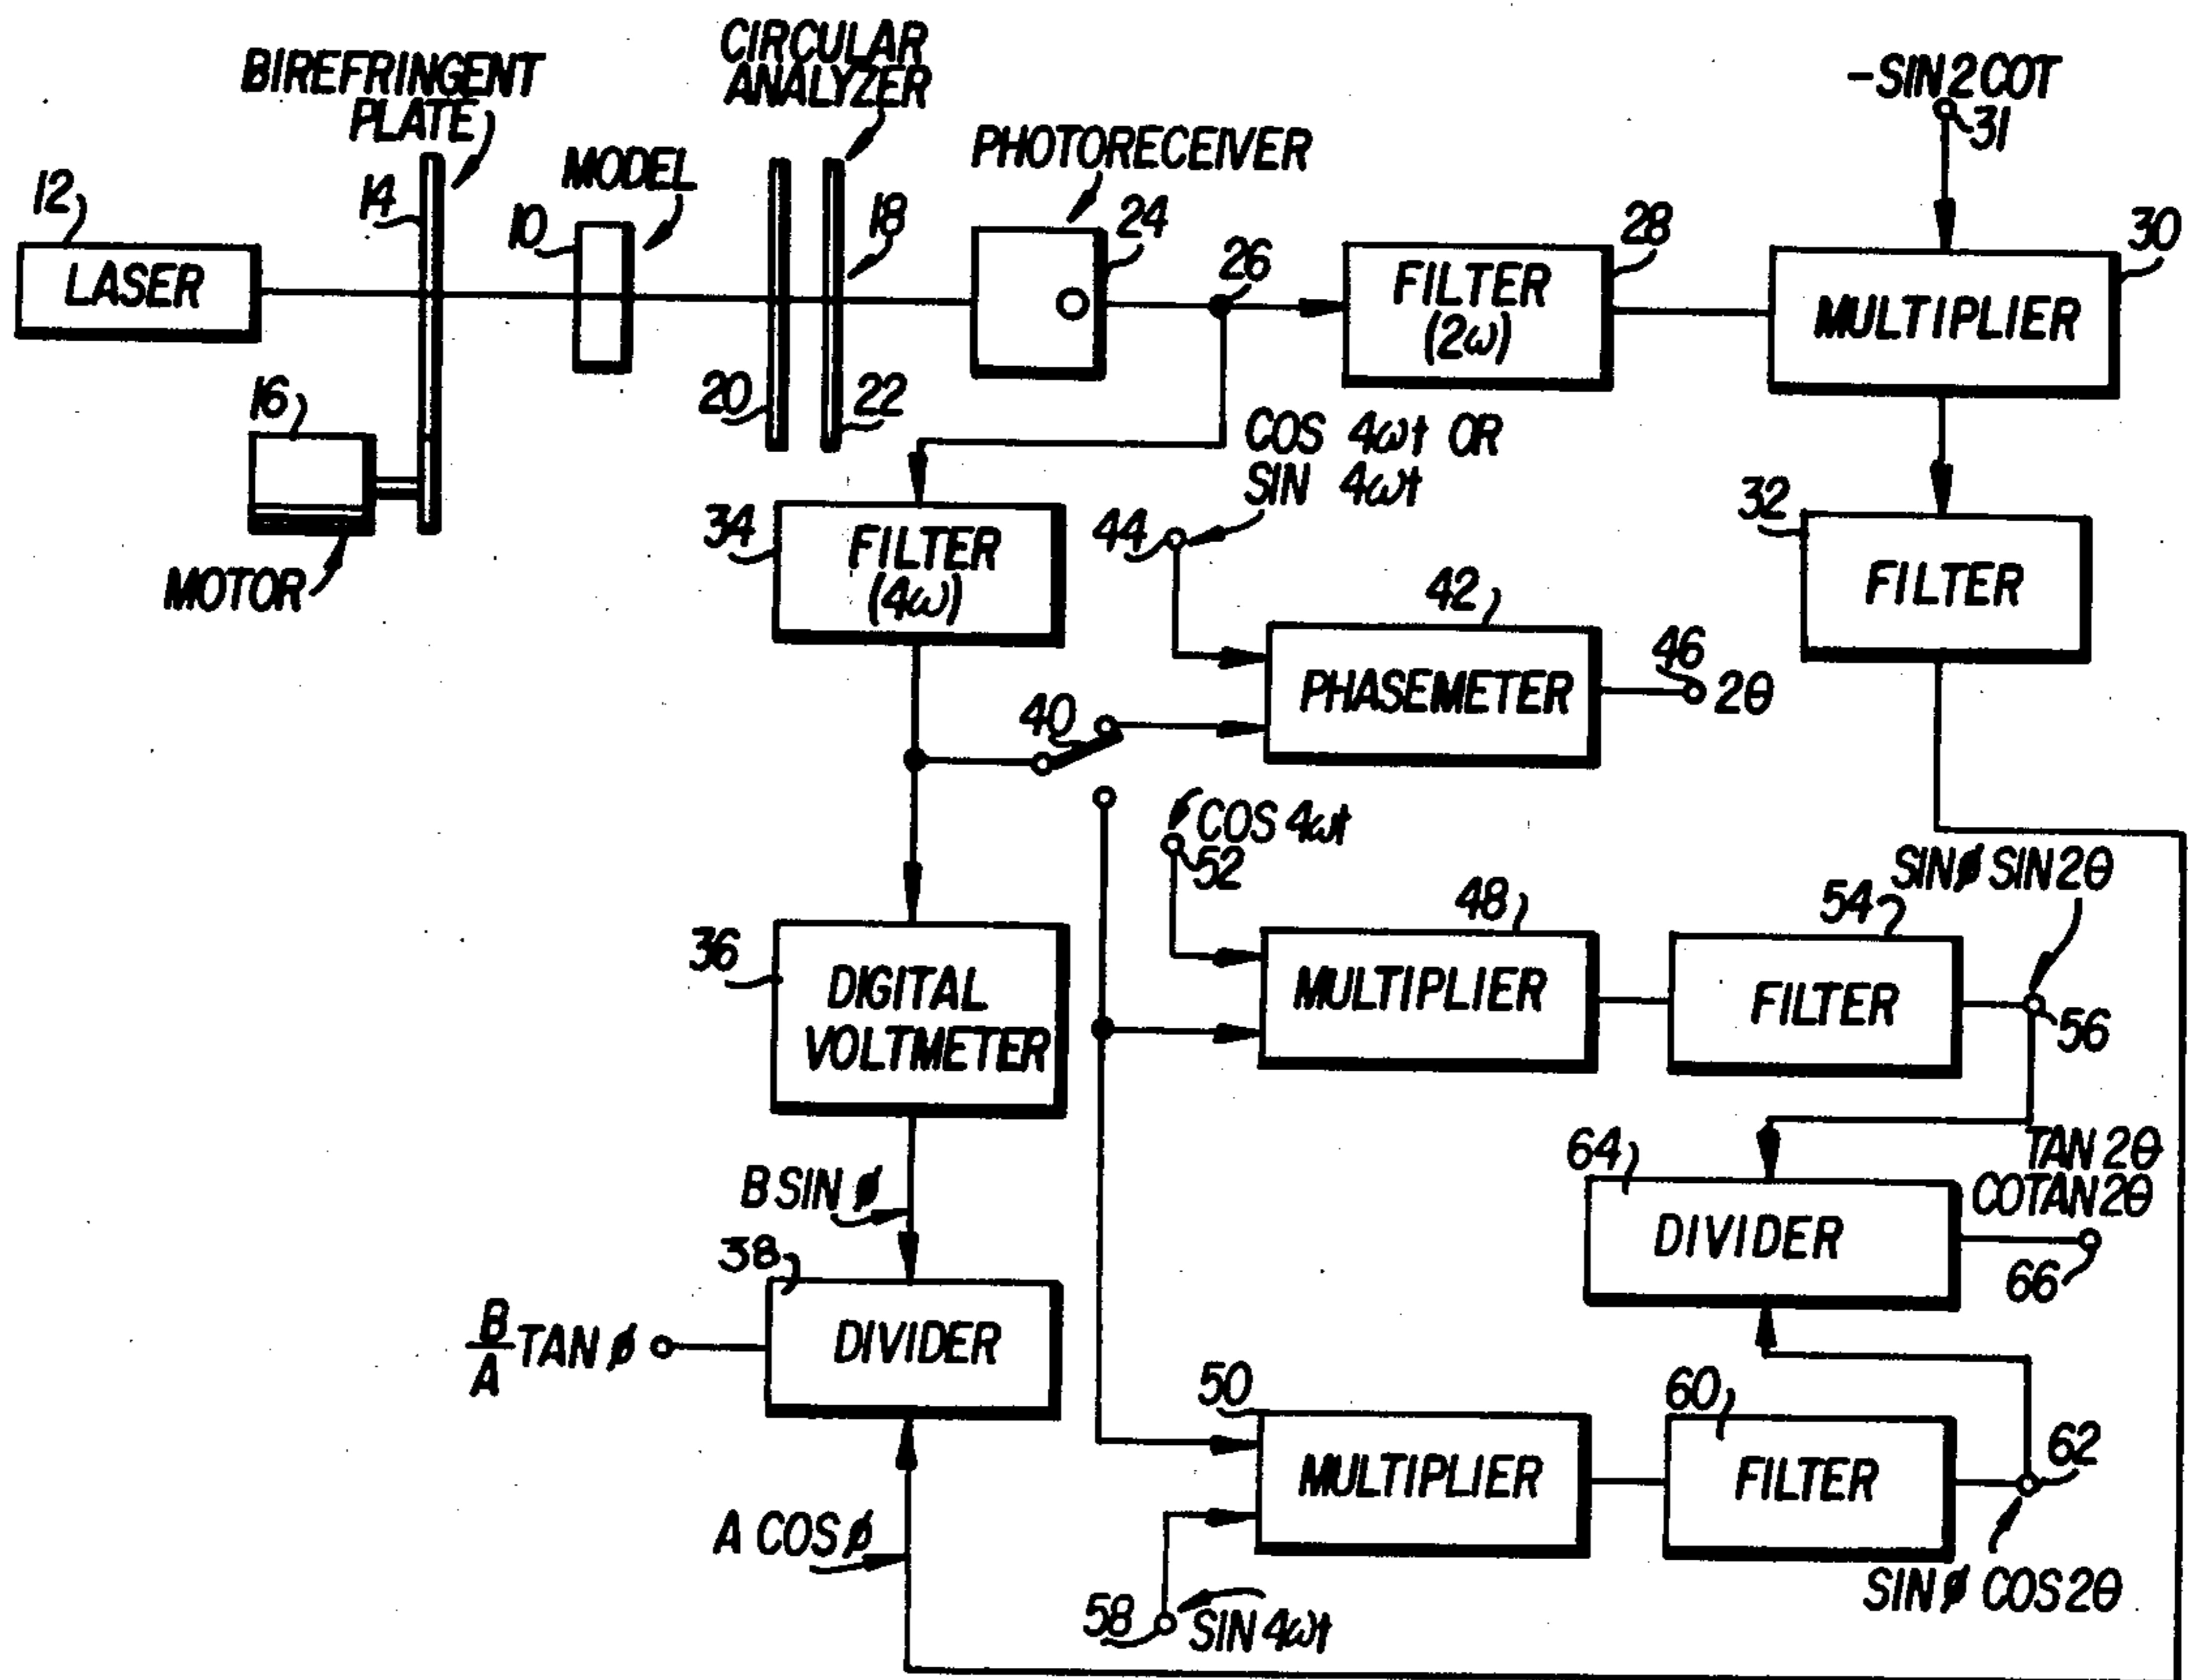 CIRCULAR
ANALYZER
BIREFRINGENT
PLATE
-SIN 2COT
31
PHOTORECEIVER
MODEL
12
14
10
18
24
26
28
30
LASER
FILTER
(2ω)
MULTIPLIER
16
20
22
COS 4ωt OR
SIN 4ωt
MOTOR
34
FILTER
(4ω)
44
42
32
FILTER
PHASEMETER
46
2θ
40
COS 4ωt
52
SINø SIN2θ
36
DIGITAL
VOLTMETER
48
MULTIPLIER
54
FILTER
56
B SIN ø
64
TAN 2θ
COTAN 2θ
DIVIDER
66
38
B
A
TAN ø
DIVIDER
50
MULTIPLIER
60
FILTER
62
A COS ø
58
SIN 4ωt
SINø COS 2θ